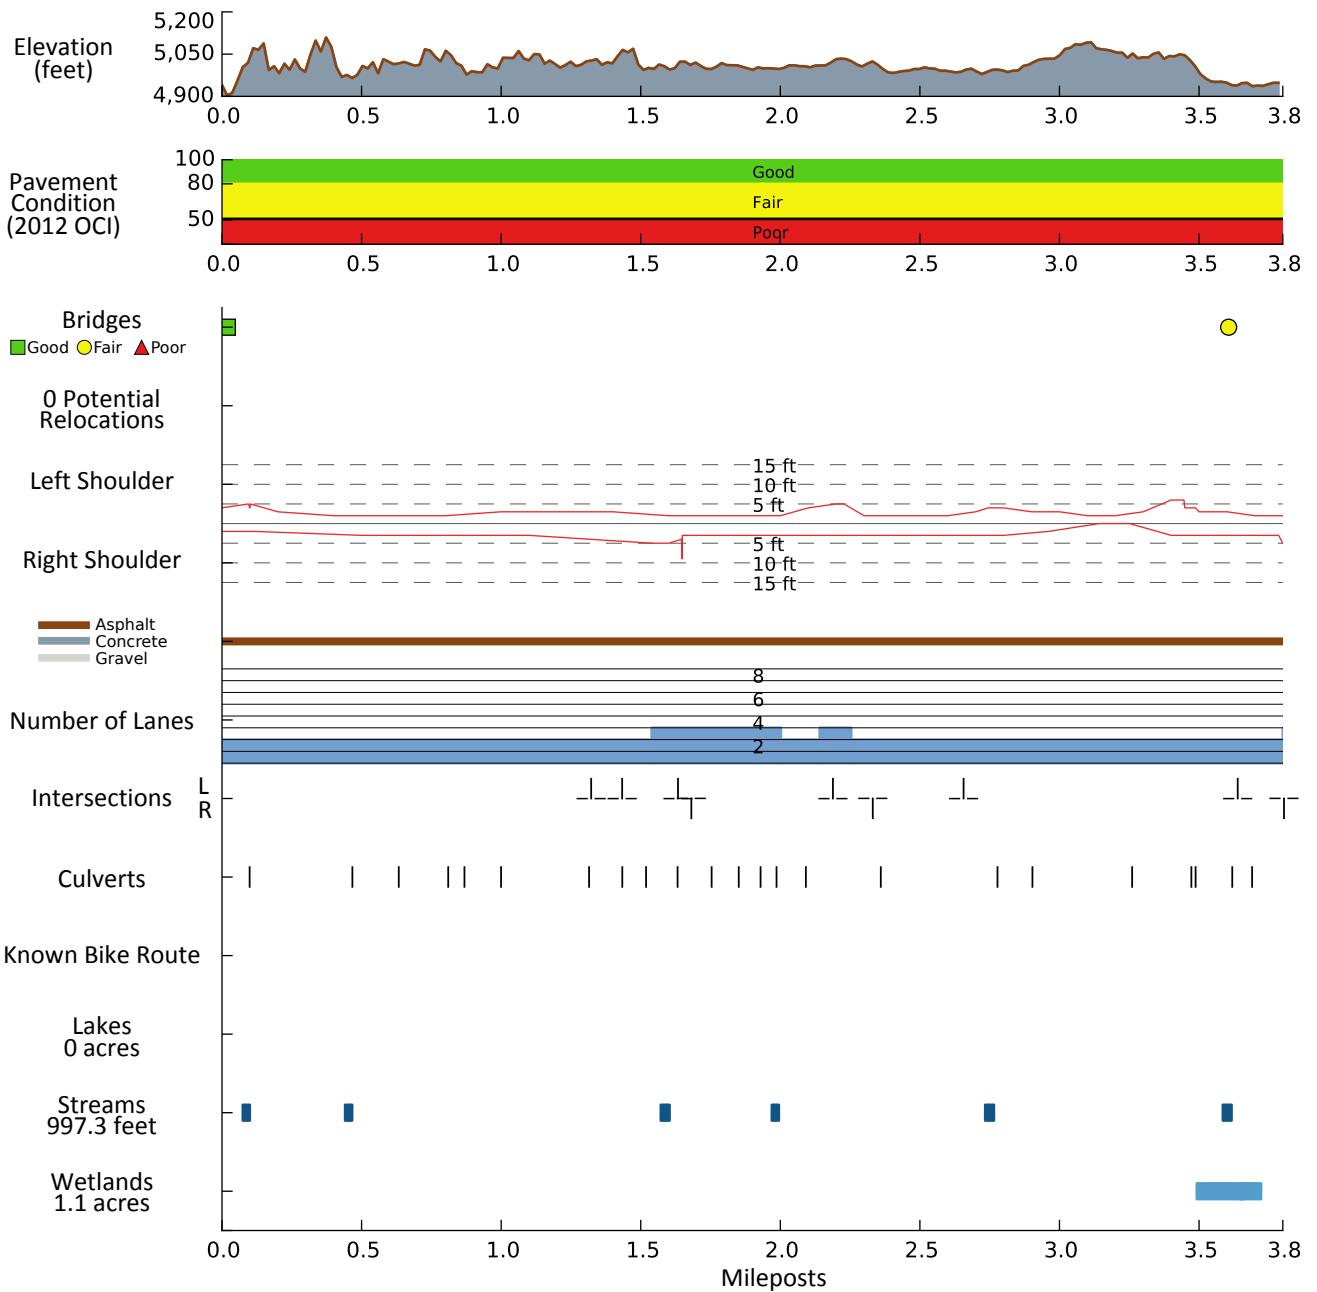 Elevation
(feet)
5,200
5,050
4,900
0.0 0.5 1.0 1.5 2.0 2.5 3.0 3.5 3.8
Pavement
Condition
(2012 OCI)
100
80
50
Good
Fair
Poor
0.0 0.5 1.0 1.5 2.0 2.5 3.0 3.5 3.8
Bridges
Good Fair Poor
0 Potential
Relocations
Left Shoulder
15 ft
10 ft
5 ft
Right Shoulder
5 ft
10 ft
15 ft
Asphalt
Concrete
Gravel
Number of Lanes
8
6
4
2
Intersections
L
R
Culverts
Known Bike Route
Lakes
0 acres
Streams
997.3 feet
Wetlands
1.1 acres
0.0 0.5 1.0 1.5 2.0 2.5 3.0 3.5 3.8
Mileposts